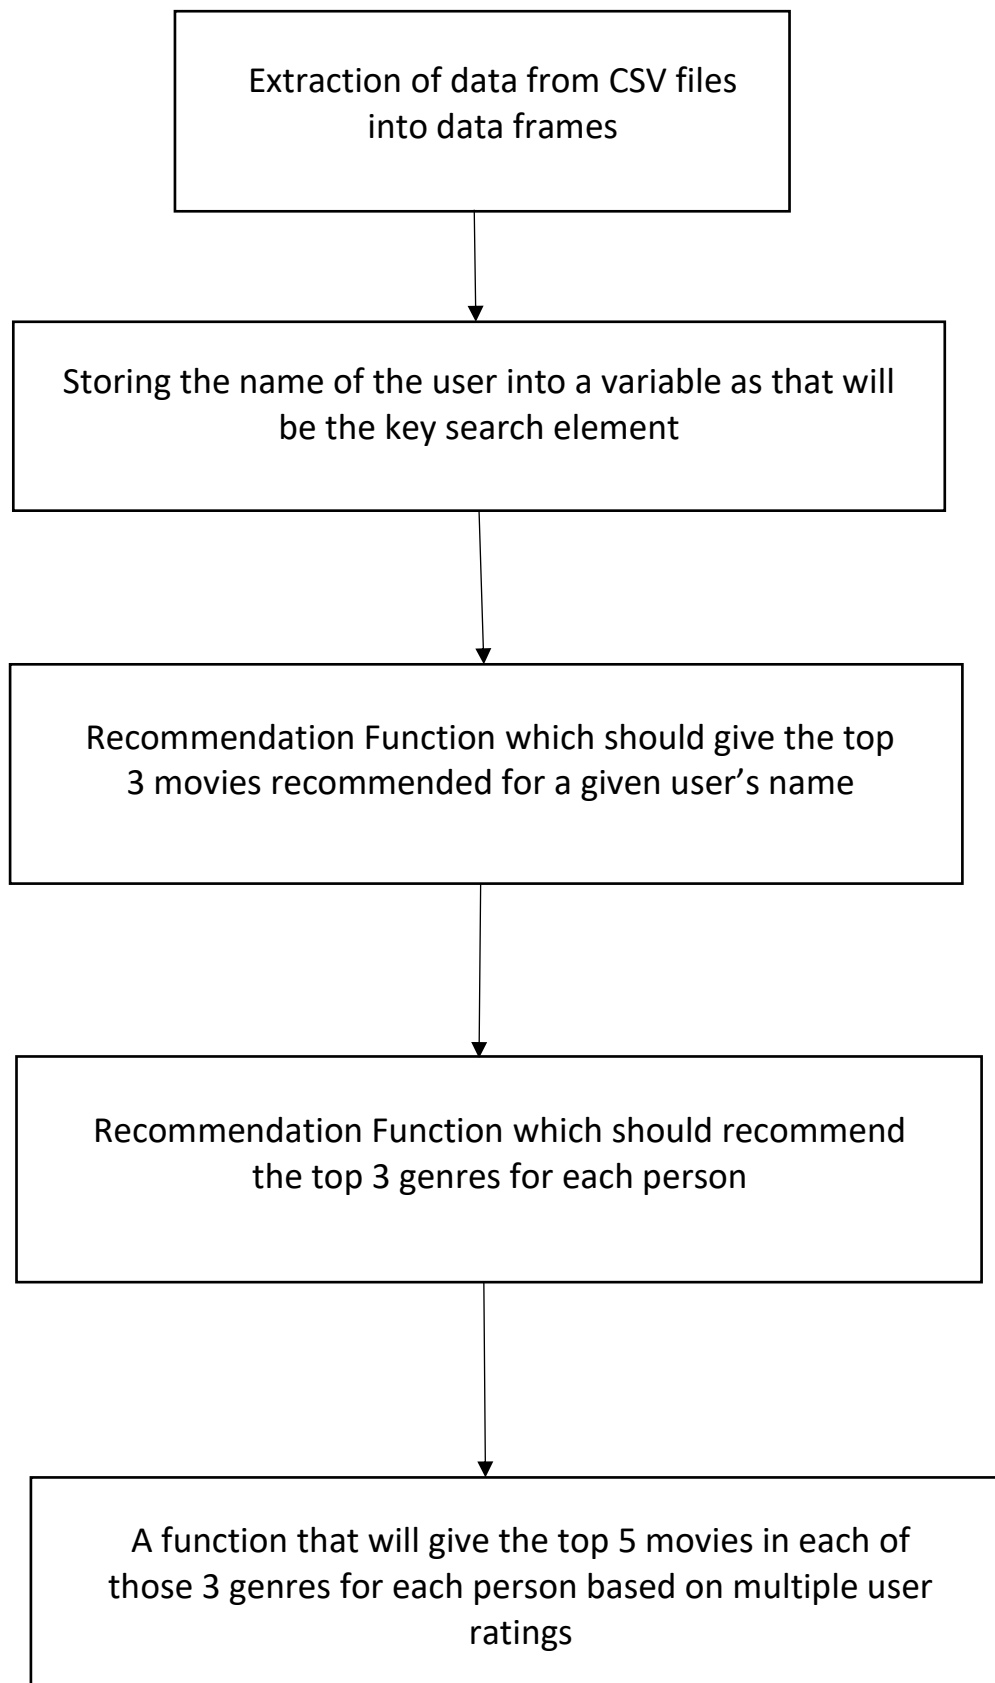 Extraction of data from CSV files
into data frames
Storing the name of the user into a variable as that will
be the key search element
Recommendation Function which should give the top
3 movies recommended for a given user’s name
Recommendation Function which should recommend
the top 3 genres for each person
A function that will give the top 5 movies in each of
those 3 genres for each person based on multiple user
ratings